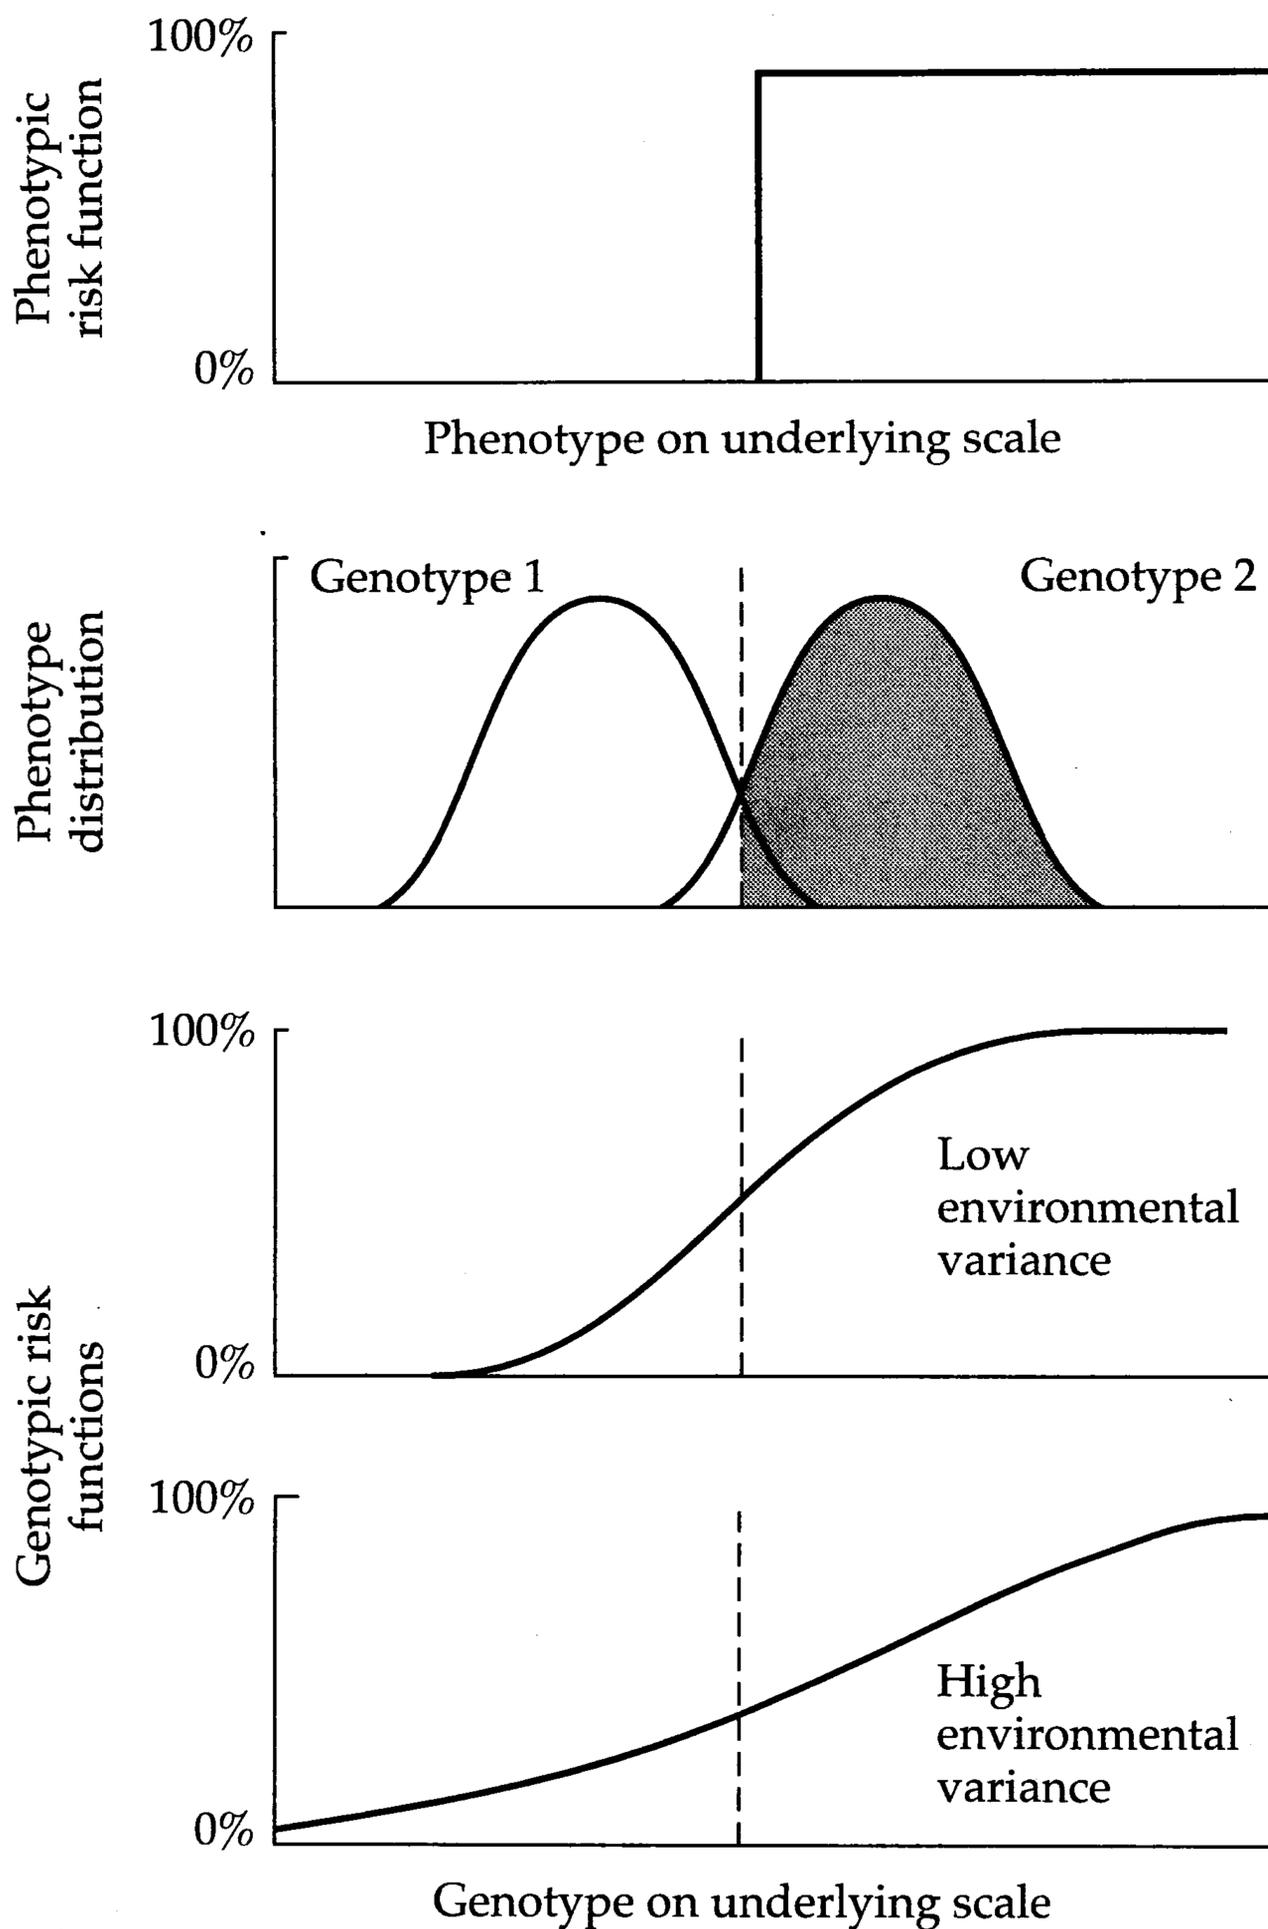 100%
Phenotypic
risk function
0%
Phenotype on underlying scale
Genotype 1
Genotype 2
Phenotype
distribution
100%
Low
environmental
variance
0%
Genotypic risk
functions
100%
High
environmental
variance
0%
Genotype on underlying scale